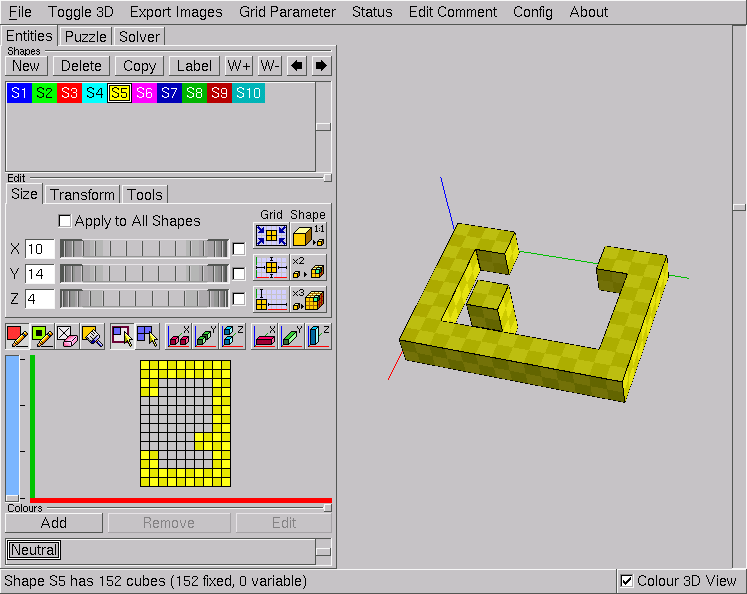 File Toggle 3D Export Images Grid Parameter Status Edit Comment Config About
Entities Puzzle Solver
Shapes
New Delete Copy Label W+ W-
S1 S2 S3 S4 S5 S6 S7 S8 S9 S10
Edit
Size Transform Tools
Apply to All Shapes Grid Shape
1:1
X 10
Y 14 x2
Z 4 x3
X Y Z X Y Z
Colours
Add Remove Edit
Neutral
Shape S5 has 152 cubes (152 fixed, 0 variable) Colour 3D View